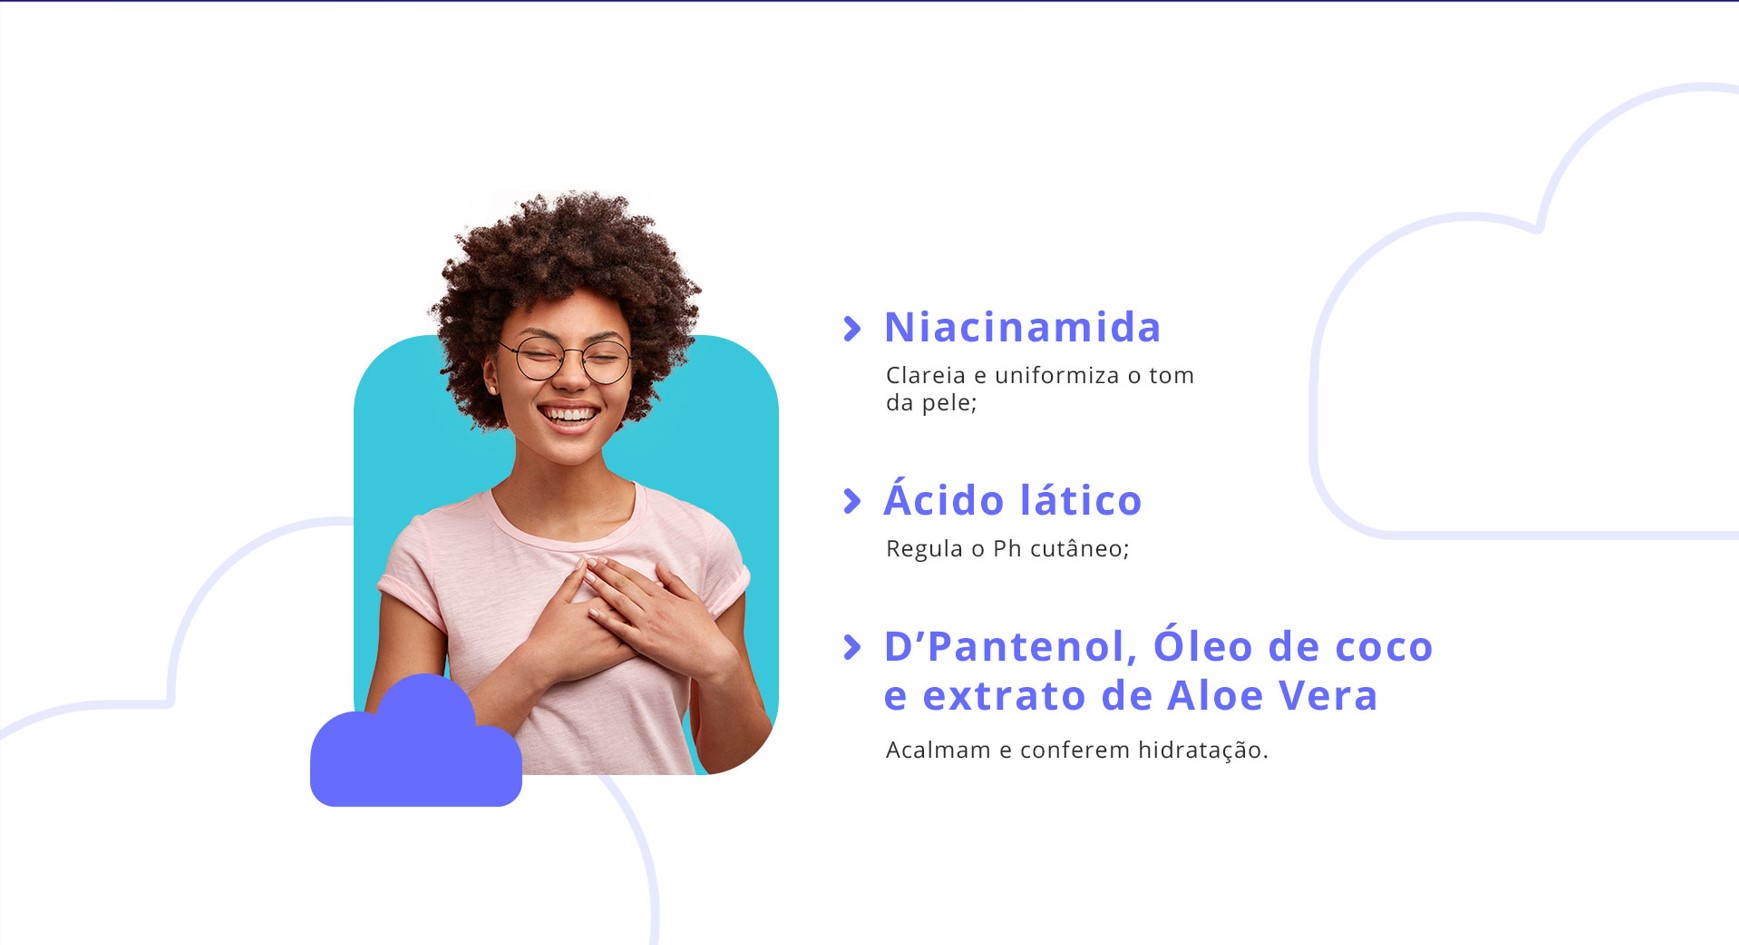 Niacinamida
Clareia e uniformiza o tom
da pele;
Ácido lático
Regula o Ph cutâneo;
D’Pantenol, Óleo de coco
e extrato de Aloe Vera
Acalmam e conferem hidratação.